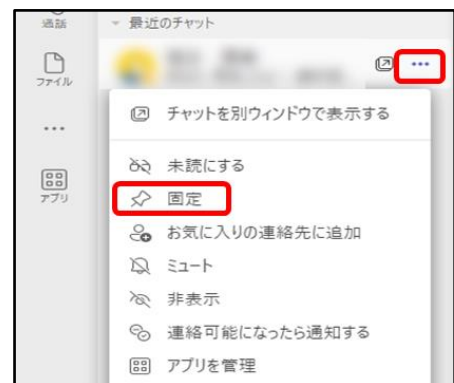 通話
最近のチャット
ファイル
チャットを別ウィンドウで表示する
未読にする
アプリ
固定
お気に入りの連絡先に追加
ミュート
非表示
連絡可能になったら通知する
アプリを管理